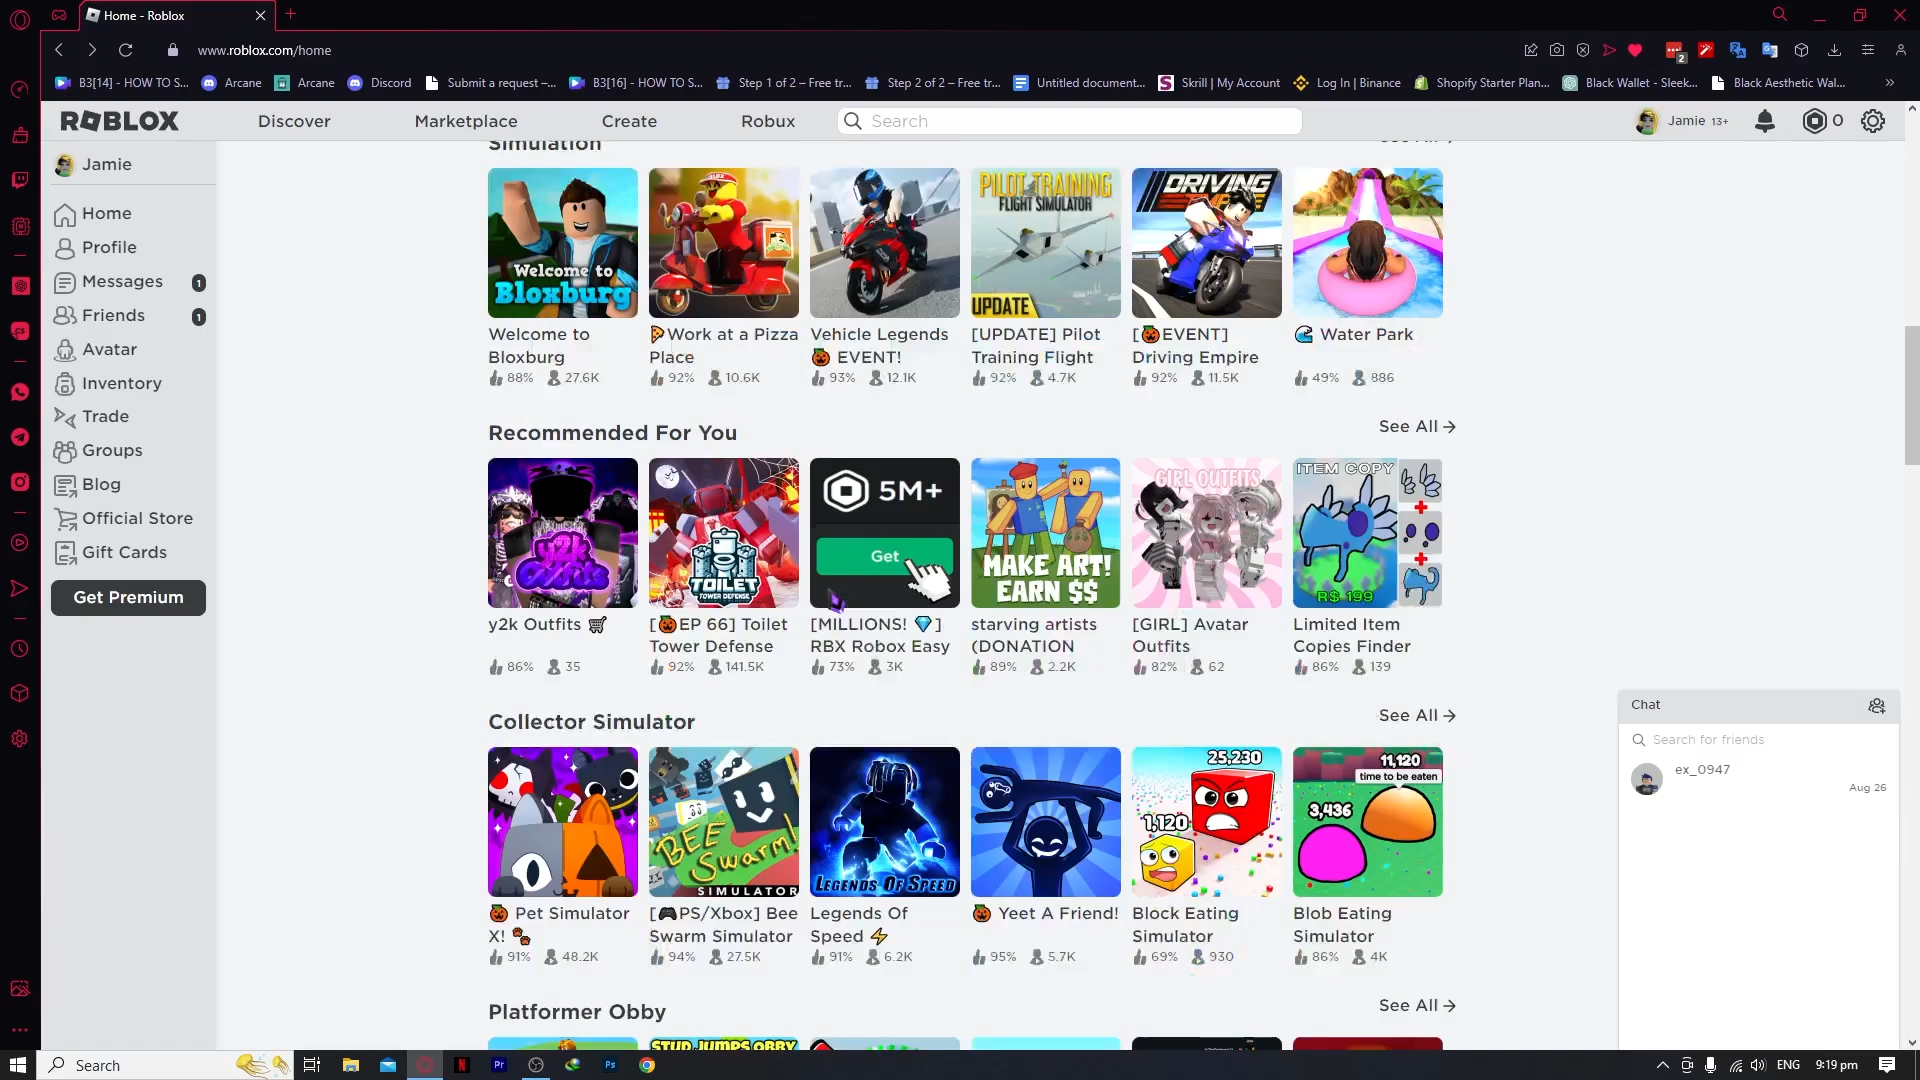 Home - Roblox
www.roblox.com/home
2
B3[14] - HOW TO S...
Arcane
Arcane
Discord
Submit a request –...
B3[16] - HOW TO S...
Step 1 of 2 – Free tr...
Step 2 of 2 – Free tr...
Untitled document...
Skrill | My Account
Log In | Binance
Shopify Starter Plan...
Black Wallet - Sleek...
Black Aesthetic Wal...
ROBLOX
Discover
Marketplace
Create
Robux
Search
Jamie 13+
0
Jamie
Home
Profile
Messages 1
Friends 1
Avatar
Inventory
Trade
Groups
Blog
Official Store
Gift Cards
Get Premium
Simulation
See All →
Welcome to
Bloxburg
PILOT TRAINING
FLIGHT SIMULATOR
UPDATE
DRIVING
EMPIRE
Welcome to
Bloxburg
88% 27.6K
🍕Work at a Pizza
Place
92% 10.6K
Vehicle Legends
🎃 EVENT!
93% 12.1K
[UPDATE] Pilot
Training Flight
92% 4.7K
[🎃EVENT]
Driving Empire
92% 11.5K
🌊 Water Park
49% 886
Recommended For You
See All →
y2k
Outfits
TOILET
TOWER DEFENSE
5M+
Get
MAKE ART!
EARN $$
GIRL OUTFITS
ITEM COPY
R$ 199
y2k Outfits 🛒
86% 35
[🎃EP 66] Toilet
Tower Defense
92% 141.5K
[MILLIONS! 💎]
RBX Robox Easy
73% 3K
starving artists
(DONATION
89% 2.2K
[GIRL] Avatar
Outfits
82% 62
Limited Item
Copies Finder
86% 139
Collector Simulator
See All →
BEE
Swarm!
SIMULATOR
LEGENDS OF SPEED
25,230
1,120
11,120
time to be eaten
3,436
🎃 Pet Simulator
X! 🐾
91% 48.2K
[🎮PS/Xbox] Bee
Swarm Simulator
94% 27.5K
Legends Of
Speed ⚡
91% 6.2K
🎃 Yeet A Friend!
95% 5.7K
Block Eating
Simulator
69% 930
Blob Eating
Simulator
86% 4K
Platformer Obby
See All →
STUD JUMPS OBBY
Chat
Search for friends
ex_0947
Aug 26
Search
ENG
9:19 pm